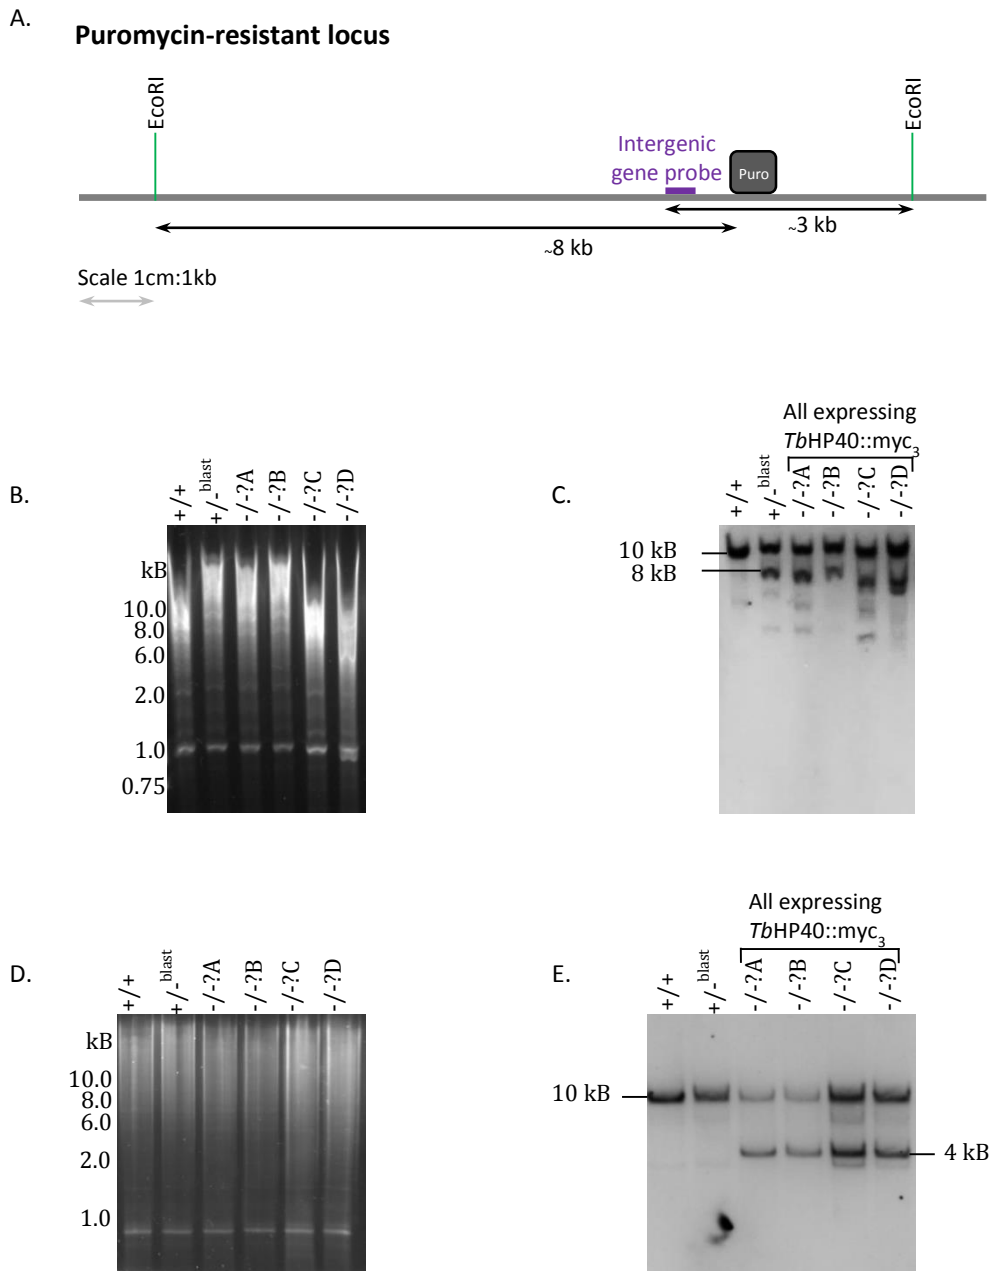 A.
Puromycin-resistant locus
EcoRI
EcoRI
Intergenic
gene probe
Puro
~3 kb
~8 kb
Scale 1cm:1kb
B.
+/+
+/-blast
-/-?A
-/-?B
-/-?C
-/-?D
kB
10.0
8.0
6.0
2.0
1.0
0.75
C.
All expressing
TbHP40::myc3
+/+
+/-blast
-/-?A
-/-?B
-/-?C
-/-?D
10 kB
8 kB
D.
+/+
+/-blast
-/-?A
-/-?B
-/-?C
-/-?D
kB
10.0
8.0
6.0
2.0
1.0
E.
All expressing
TbHP40::myc3
+/+
+/-blast
-/-?A
-/-?B
-/-?C
-/-?D
10 kB
4 kB